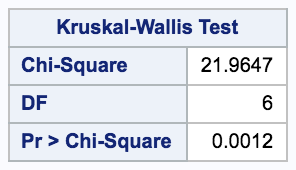 Kruskal-Wallis Test
Chi-Square 21.9647
DF 6
Pr > Chi-Square 0.0012